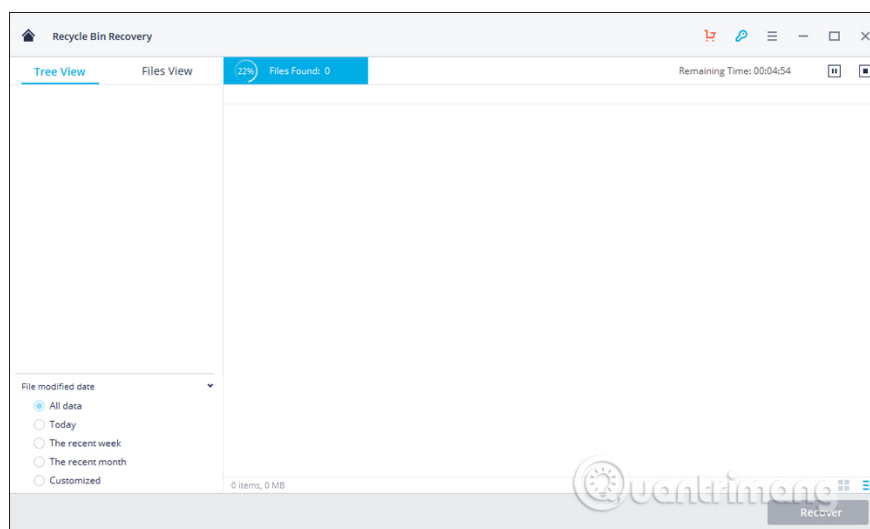 Recycle Bin Recovery
Tree View Files View 22% Files Found: 0 Remaining Time: 00:04:54
File modified date
All data
Today
The recent week
The recent month
Customized
0 items, 0 MB
Quantrimang
Recover